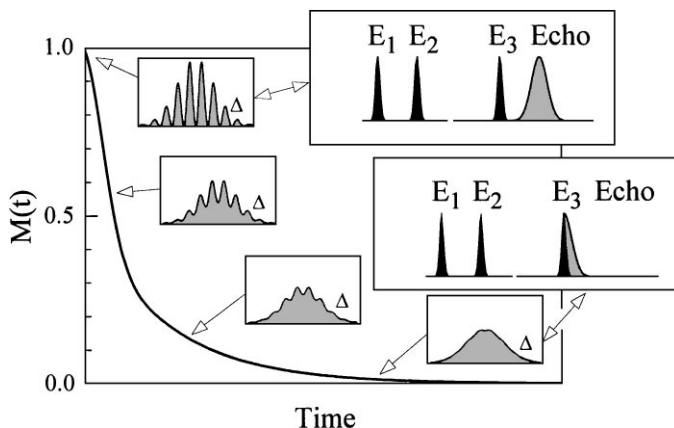 E1 E2 E3 Echo
1.0
Δ
E1 E2 E3 Echo
Δ
0.5
M(t)
Δ
Δ
0.0
Time